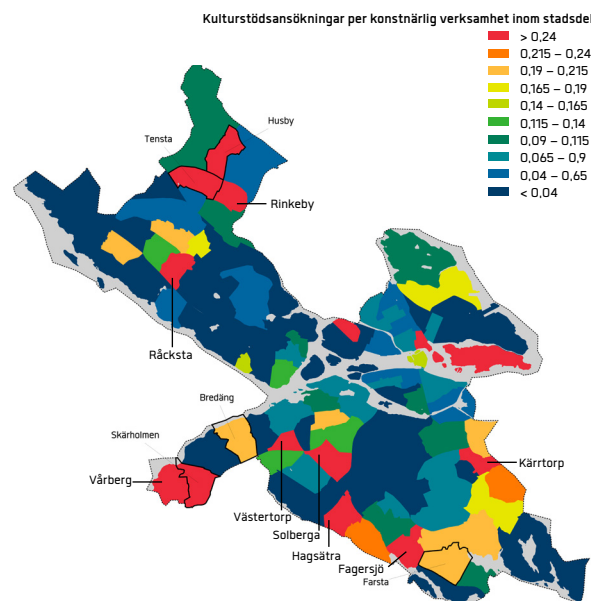 Kulturstödsansökningar per konstnärlig verksamhet inom stadsdel
> 0,24
0,215 – 0,24
0,19 – 0,215
0,165 – 0,19
0,14 – 0,165
0,115 – 0,14
0,09 – 0,115
0,065 – 0,9
0,04 – 0,65
< 0,04
Husby
Tensta
Rinkeby
Råcksta
Bredäng
Skärholmen
Vårberg
Kärrtorp
Västertorp
Solberga
Hagsätra
Fagersjö
Farsta